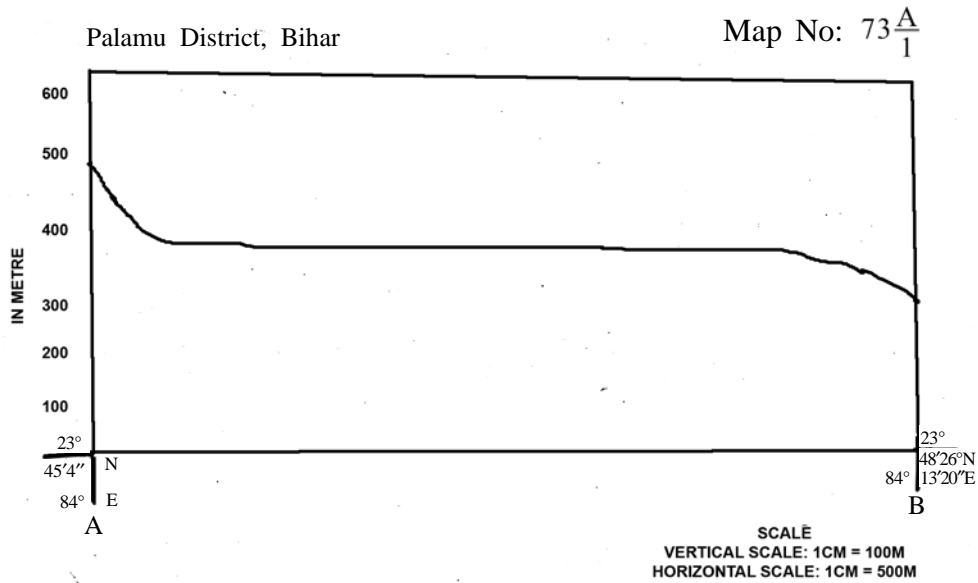 Palamu District, Bihar
Map No: 73 A/1
600
500
400
300
200
100
IN METRE
23°
45'4" N
84° E
A
23°
48'26°N
84° 13'20"E
B
SCALE
VERTICAL SCALE: 1CM = 100M
HORIZONTAL SCALE: 1CM = 500M